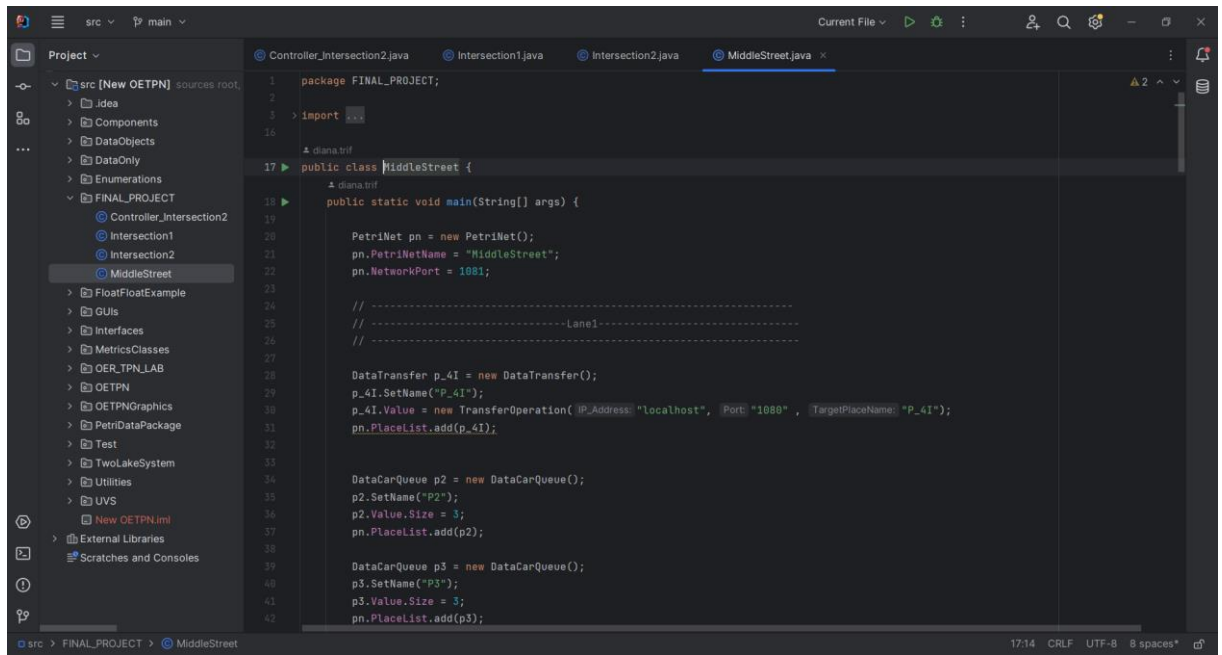 src main Current File
Project
Controller_Intersection2.java Intersection1.java Intersection2.java MiddleStreet.java
src [New OETPN] sources root,
.idea
Components
DataObjects
DataOnly
Enumerations
FINAL_PROJECT
Controller_Intersection2
Intersection1
Intersection2
MiddleStreet
FloatFloatExample
GUIs
Interfaces
MetricsClasses
OER_TPN_LAB
OETPN
OETPNGraphics
PetriDataPackage
Test
TwoLakeSystem
Utilities
UVS
New OETPN.iml
External Libraries
Scratches and Consoles
2
1 package FINAL_PROJECT;
2
3 import ...
16
diana.trif
17 public class MiddleStreet {
diana.trif
18 public static void main(String[] args) {
19
20 PetriNet pn = new PetriNet();
21 pn.PetriNetName = "MiddleStreet";
22 pn.NetworkPort = 1081;
23
24 // -------------------------------------------------------------------
25 // -------------------------------Lane1--------------------------------
26 // --------------------------------------------------------------------
27
28 DataTransfer p_4I = new DataTransfer();
29 p_4I.SetName("P_4I");
30 p_4I.Value = new TransferOperation( IP_Address: "localhost", Port: "1080" , TargetPlaceName: "P_4I");
31 pn.PlaceList.add(p_4I);
32
33
34 DataCarQueue p2 = new DataCarQueue();
35 p2.SetName("P2");
36 p2.Value.Size = 3;
37 pn.PlaceList.add(p2);
38
39 DataCarQueue p3 = new DataCarQueue();
40 p3.SetName("P3");
41 p3.Value.Size = 3;
42 pn.PlaceList.add(p3);
src > FINAL_PROJECT > MiddleStreet 17:14 CRLF UTF-8 8 spaces*